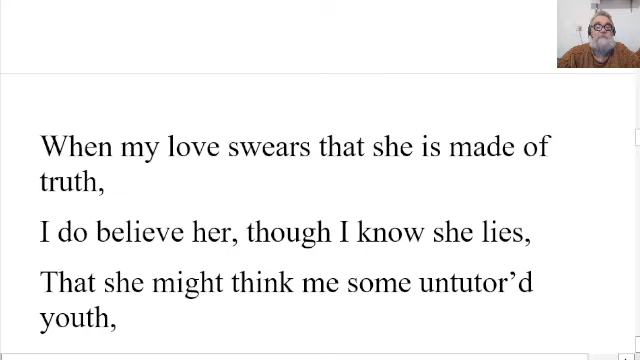 When my love swears that she is made of
truth,
I do believe her, though I know she lies,
That she might think me some untutor’d
youth,